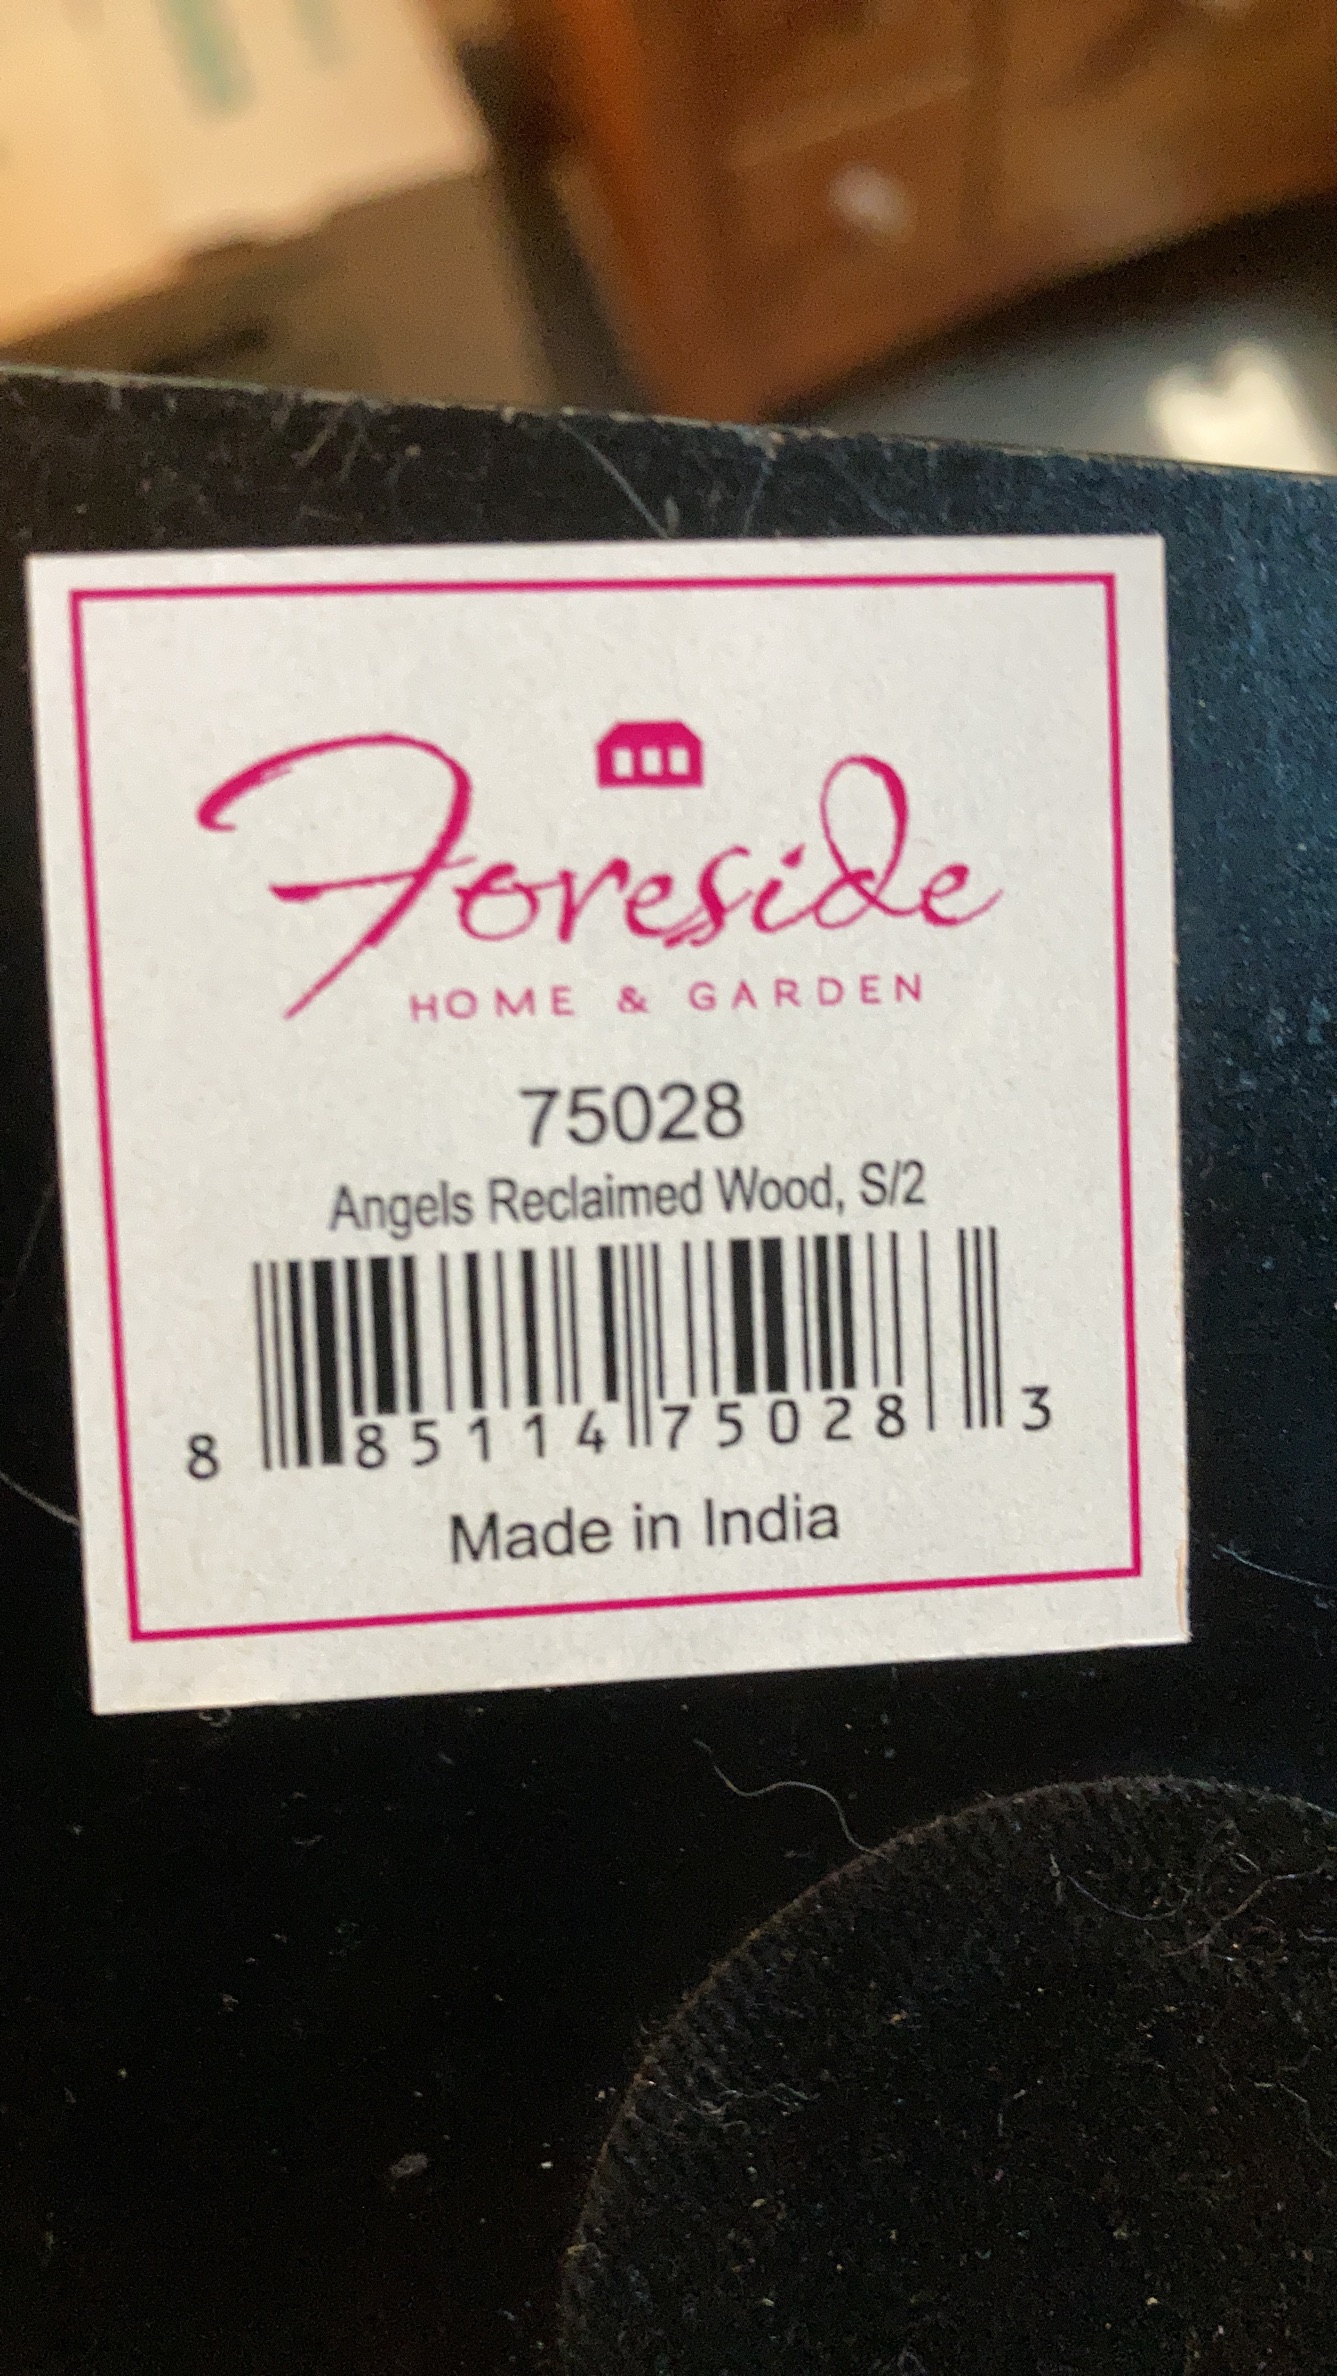 Foreside
HOME & GARDEN
75028
Angels Reclaimed Wood, S/2
8 85114 75028 3
Made in India